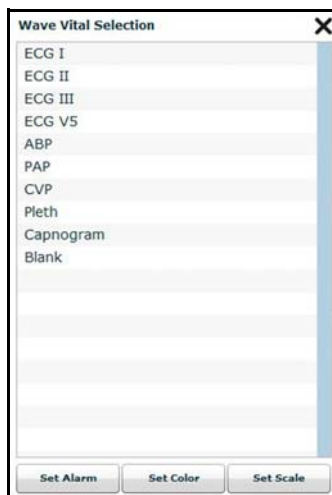 Wave Vital Selection
ECG I
ECG II
ECG III
ECG V5
ABP
PAP
CVP
Pleth
Capnogram
Blank
Set Alarm Set Color Set Scale